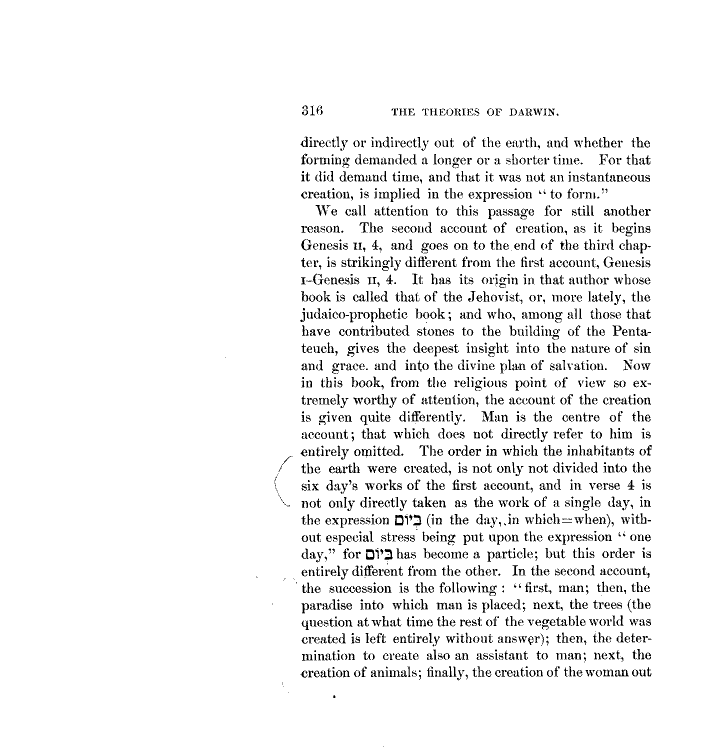 316 THE THEORIES OF DARWIN.
directly or indirectly out of the earth, and whether the
forming demanded a longer or a shorter time. For that
it did demand time, and that it was not an instantaneous
creation, is implied in the expression “ to form.”
We call attention to this passage for still another
reason. The second account of creation, as it begins
Genesis II, 4, and goes on to the end of the third chap-
ter, is strikingly different from the first account, Genesis
I–Genesis II, 4. It has its origin in that author whose
book is called that of the Jehovist, or, more lately, the
judaico-prophetic book; and who, among all those that
have contributed stones to the building of the Penta-
teuch, gives the deepest insight into the nature of sin
and grace. and into the divine plan of salvation. Now
in this book, from the religious point of view so ex-
tremely worthy of attention, the account of the creation
is given quite differently. Man is the centre of the
account; that which does not directly refer to him is
entirely omitted. The order in which the inhabitants of
the earth were created, is not only not divided into the
six day's works of the first account, and in verse 4 is
not only directly taken as the work of a single day, in
the expression בְּיוֹם (in the day, in which=when), with-
out especial stress being put upon the expression “ one
day,” for בְּיוֹם has become a particle; but this order is
entirely different from the other. In the second account,
the succession is the following : “first, man; then, the
paradise into which man is placed; next, the trees (the
question at what time the rest of the vegetable world was
created is left entirely without answer); then, the deter-
mination to create also an assistant to man; next, the
creation of animals; finally, the creation of the woman out